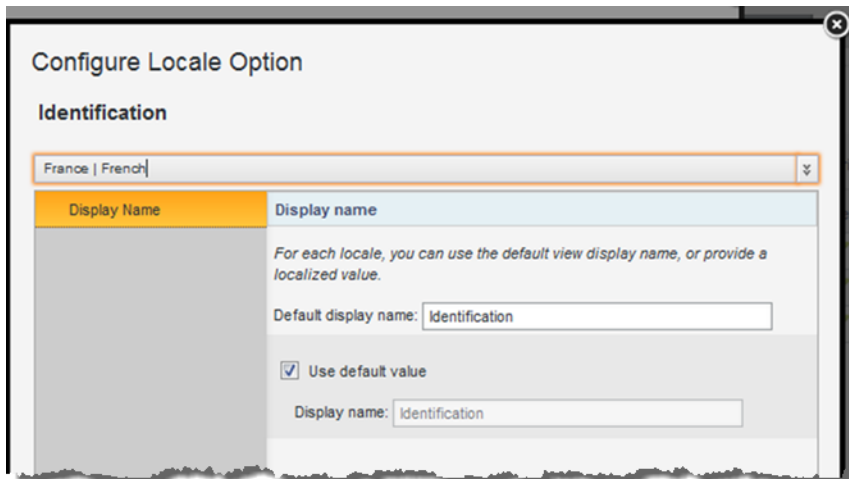 Configure Locale Option
Identification
France | French
Display Name
Display name
For each locale, you can use the default view display name, or provide a
localized value.
Default display name: Identification
Use default value
Display name: Identification